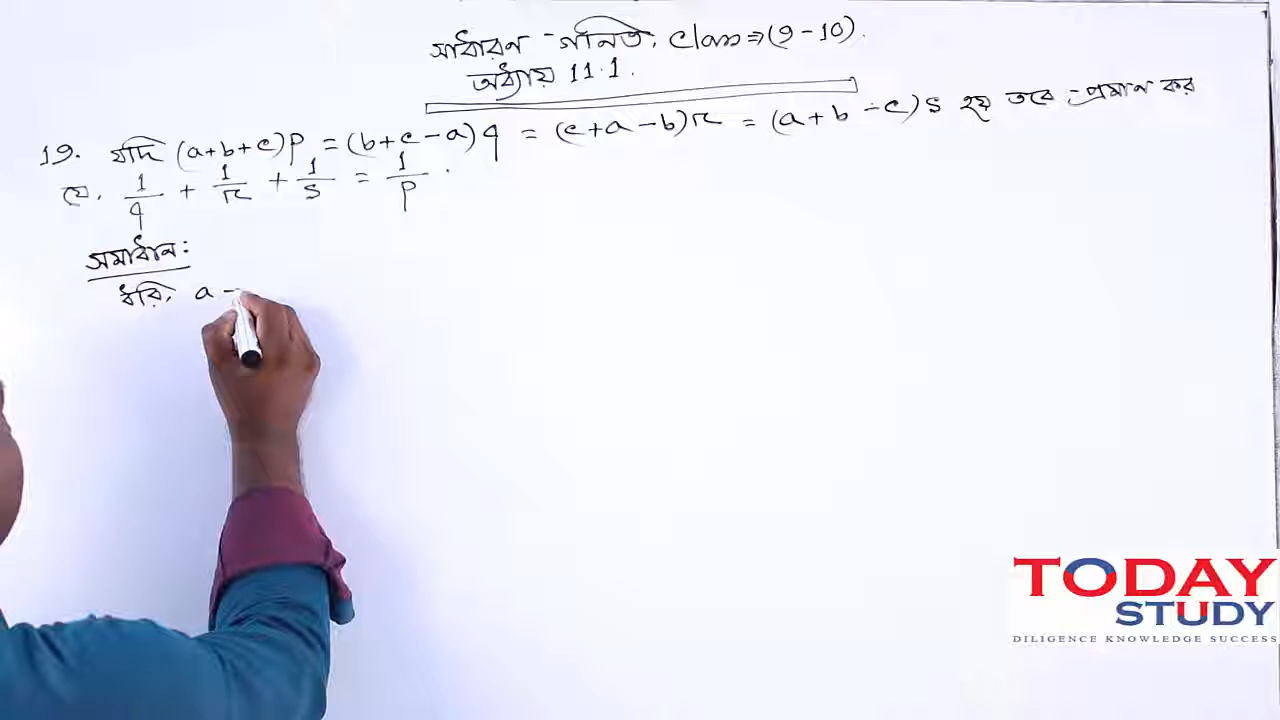 সাধারণ গনিত, Class⇒(9-10).
অধ্যায় 11.1.
19. যদি (a+b+c)p = (b+c-a)q = (c+a-b)r = (a+b-c)s হয় তবে প্রমান কর
যে, 1/q + 1/r + 1/s = 1/p .
সমাধান:
ধরি, a -
TODAY
STUDY
DILIGENCE KNOWLEDGE SUCCESS